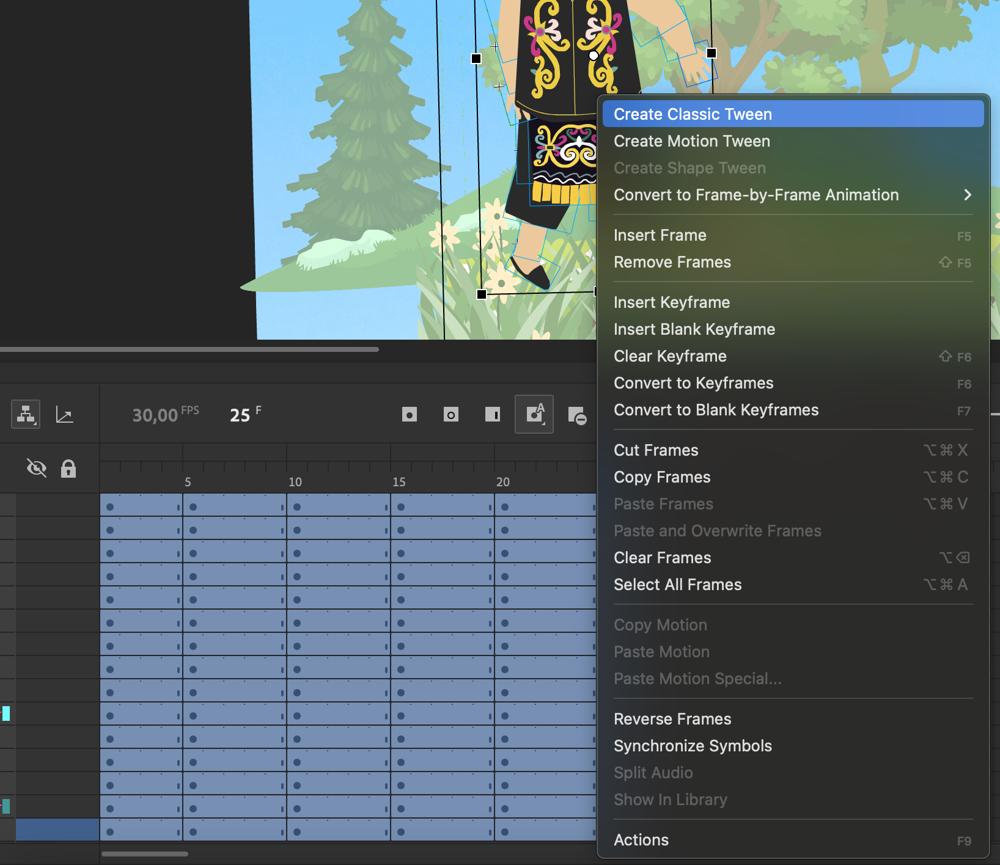 Create Classic Tween
Create Motion Tween
Create Shape Tween
Convert to Frame-by-Frame Animation
Insert Frame F5
Remove Frames ⇧ F5
Insert Keyframe
Insert Blank Keyframe
Clear Keyframe ⇧ F6
Convert to Keyframes F6
Convert to Blank Keyframes F7
Cut Frames ⌥⌘X
Copy Frames ⌥⌘C
Paste Frames ⌥⌘V
Paste and Overwrite Frames
Clear Frames ⌥⌫
Select All Frames ⌥⌘A
Copy Motion
Paste Motion
Paste Motion Special...
Reverse Frames
Synchronize Symbols
Split Audio
Show In Library
Actions F9
30,00 FPS 25 F
A
5 10 15 20